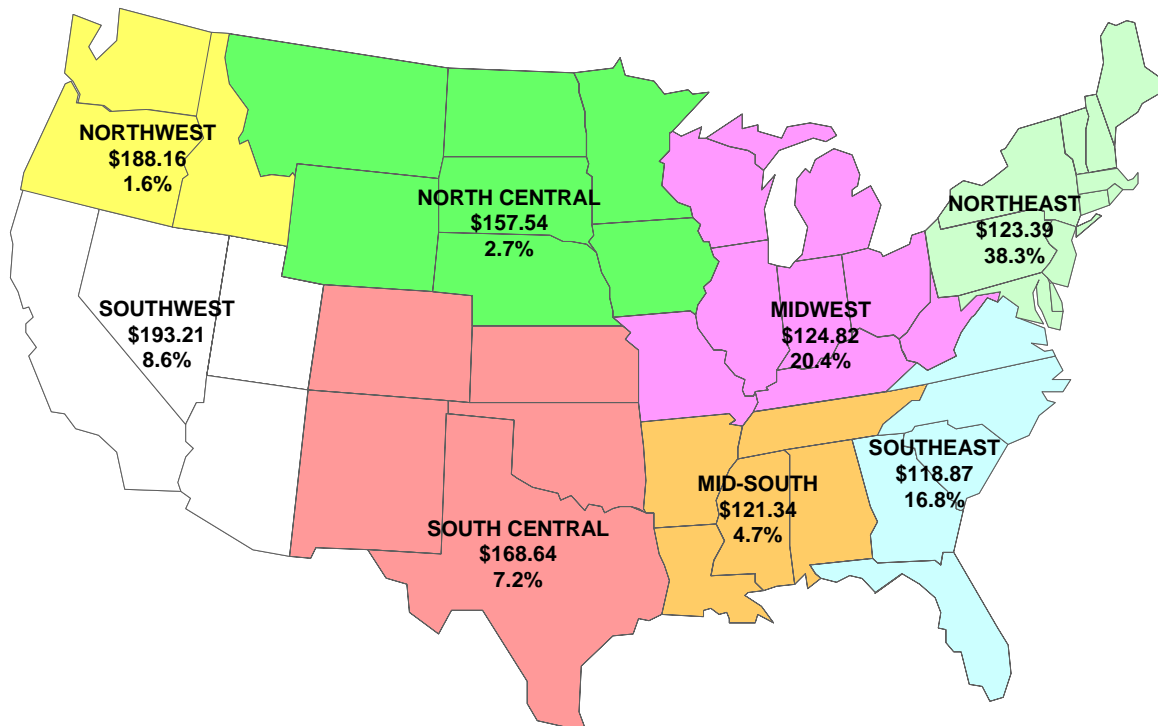 NORTHWEST
$188.16
1.6%
NORTH CENTRAL
$157.54
2.7%
NORTHEAST
$123.39
38.3%
SOUTHWEST
$193.21
8.6%
MIDWEST
$124.82
20.4%
SOUTHEAST
$118.87
16.8%
MID-SOUTH
$121.34
4.7%
SOUTH CENTRAL
$168.64
7.2%